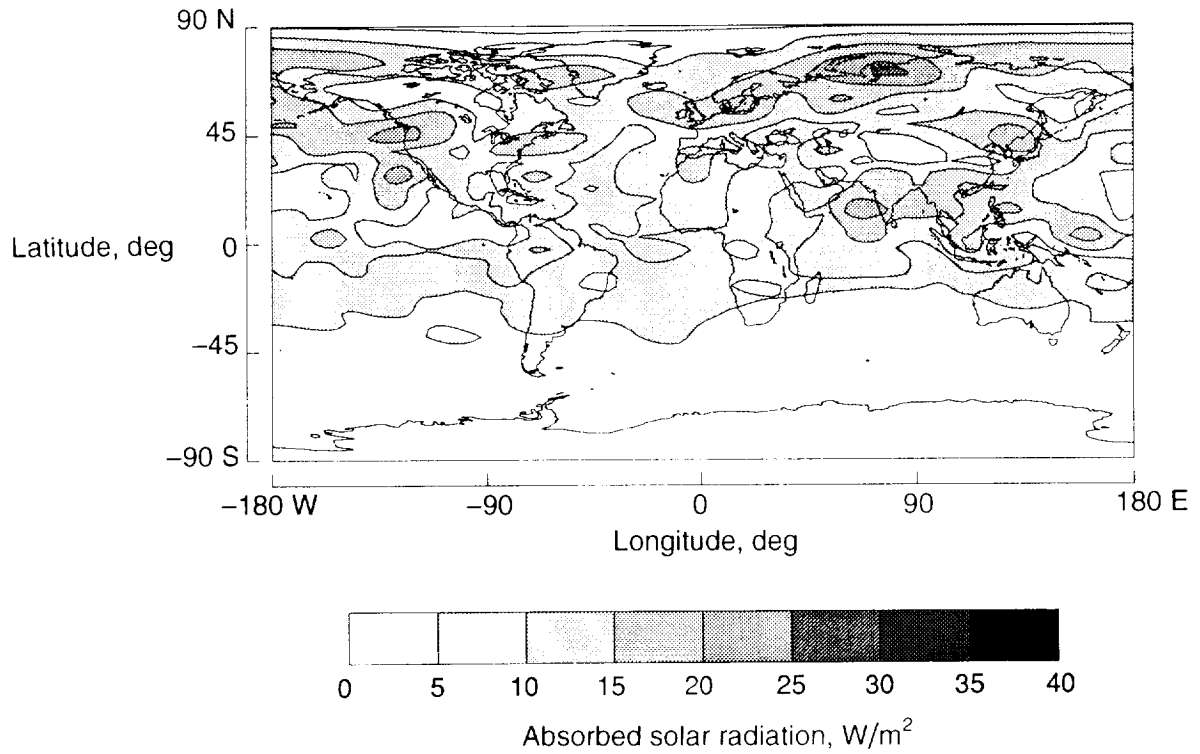 90 N
45
Latitude, deg
0
−45
−90 S
−180 W
−90
0
90
180 E
Longitude, deg
0
5
10
15
20
25
30
35
40
Absorbed solar radiation, W/m²